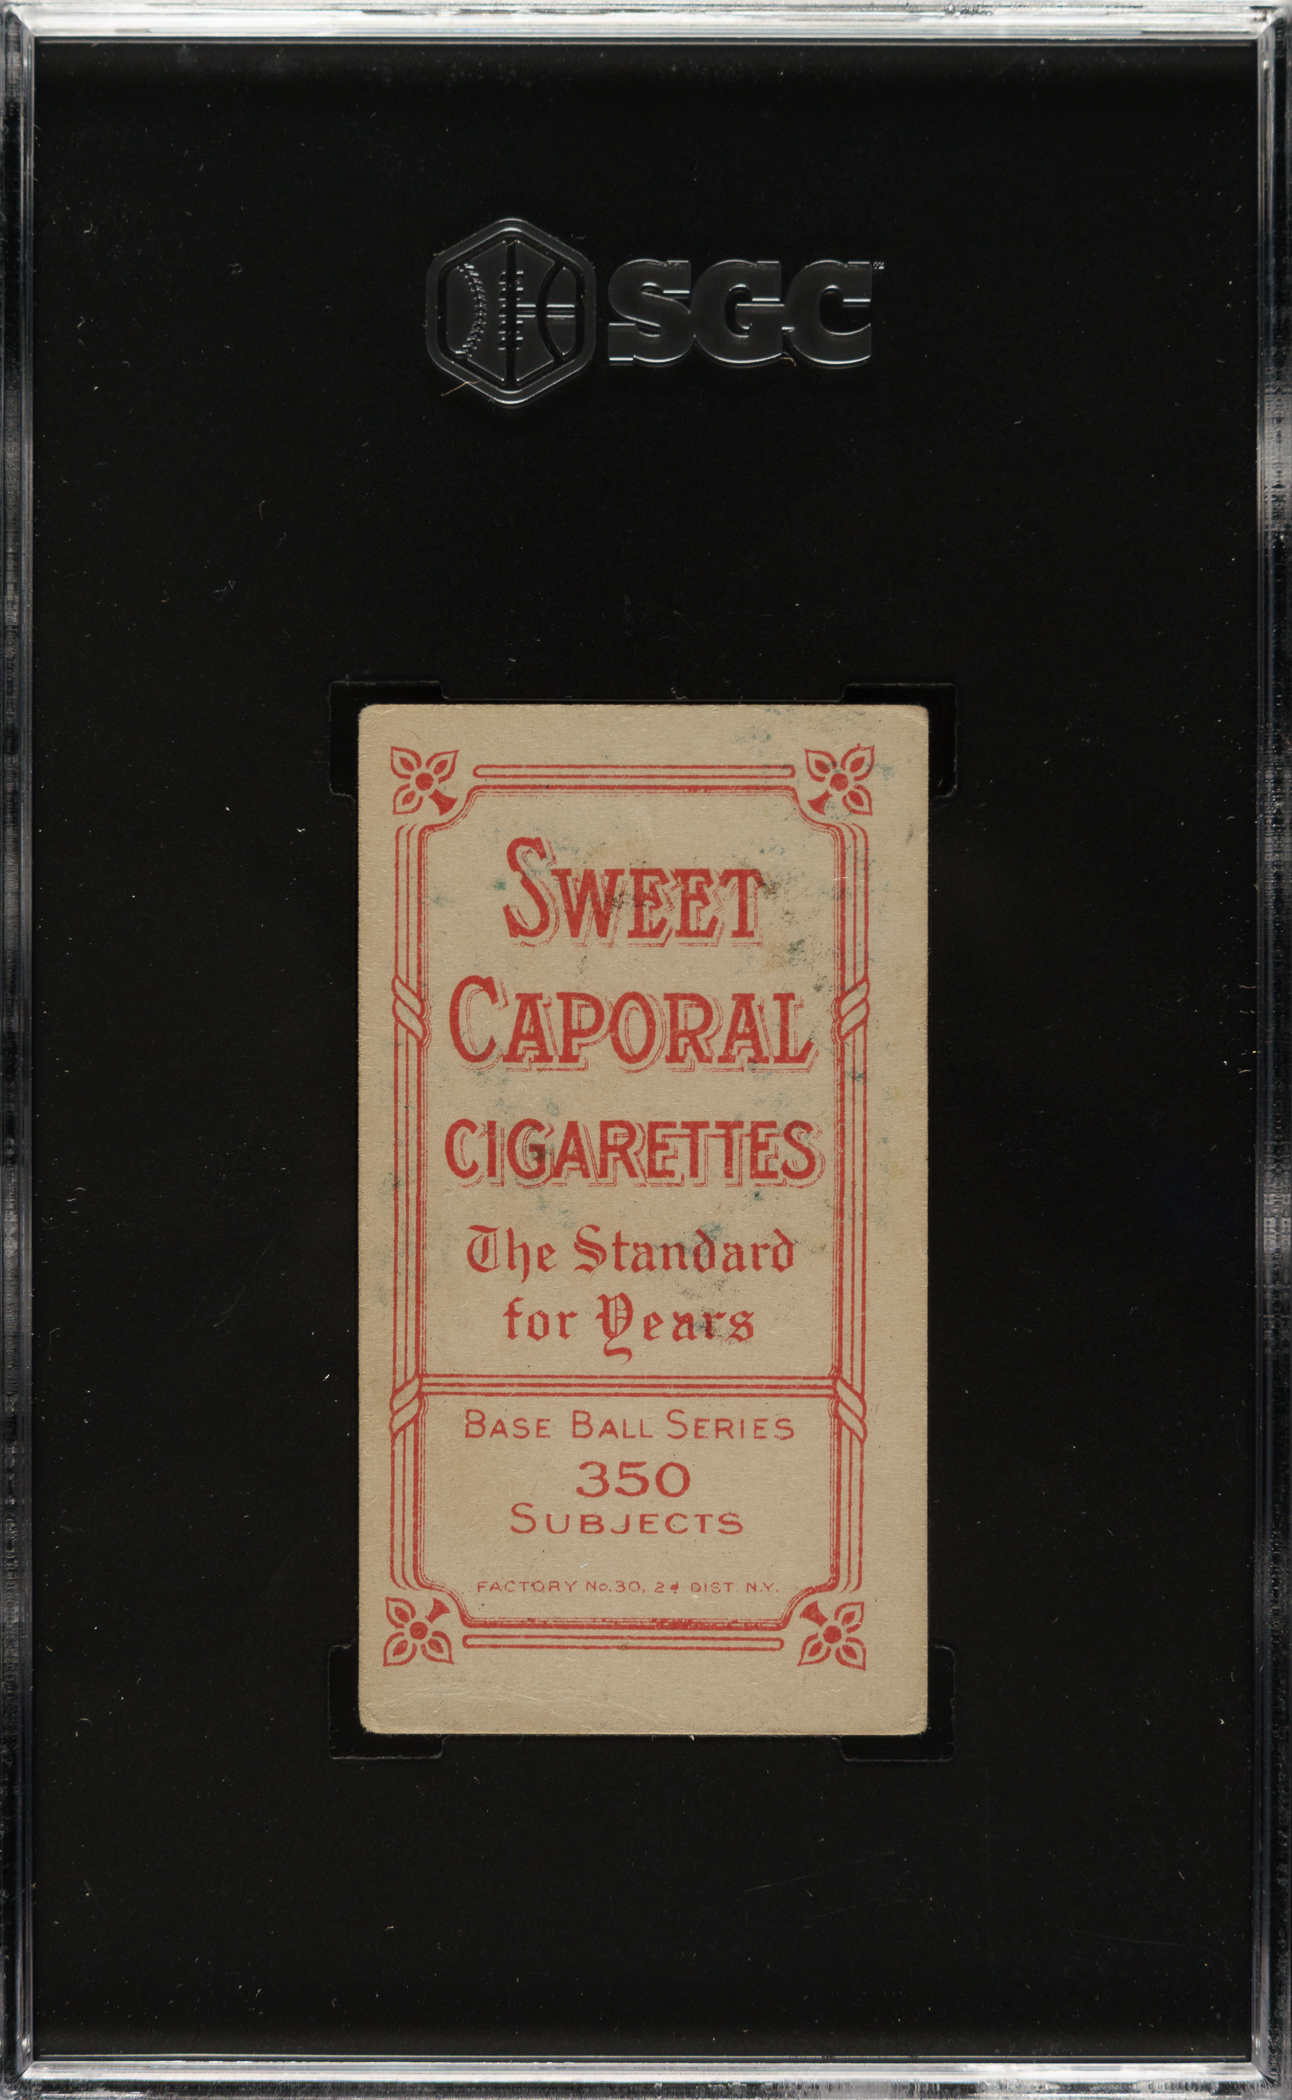 SGC
SWEET
CAPORAL
CIGARETTES
The Standard
for Years
BASE BALL SERIES
350
SUBJECTS
FACTORY No. 30, 2d DIST. N.Y.